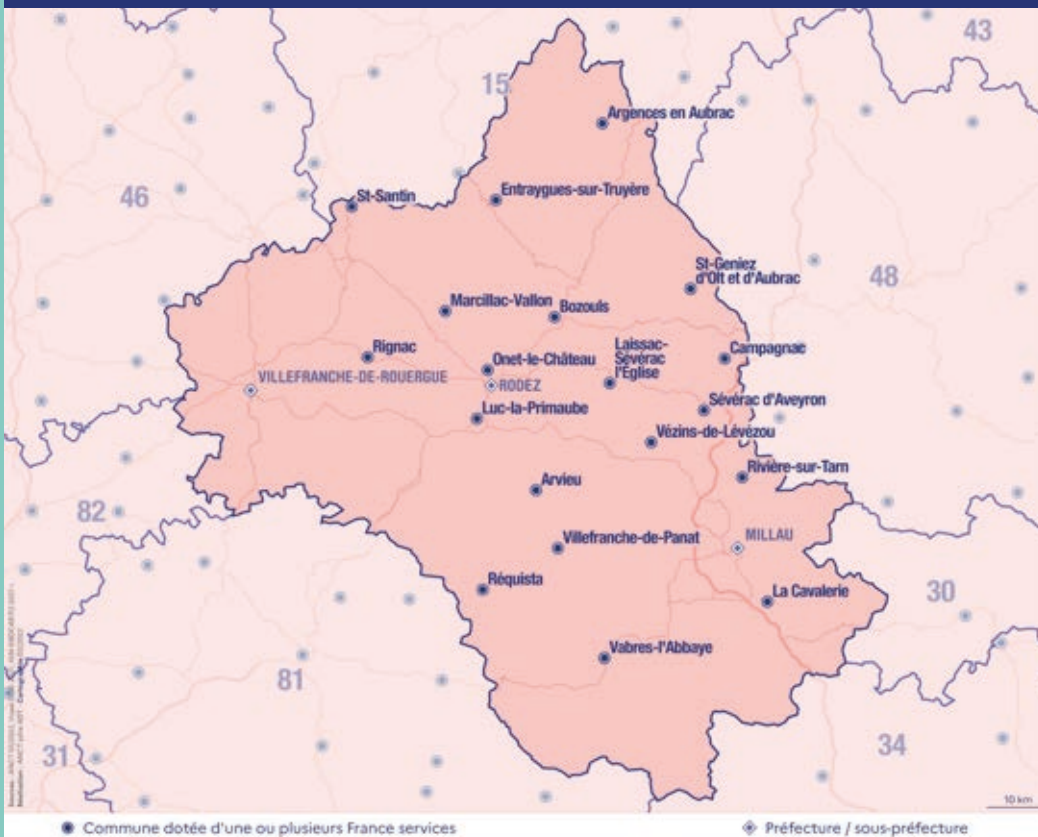 43
15
Argences en Aubrac
46
St-Santin
Entraygues-sur-Truyère
St-Geniez
d'Olt et d'Aubrac
48
Marcillac-Vallon
Bozouls
Rignac
Onet-le-Château
Laissac-
Sévérac
l'Église
Campagnac
VILLEFRANCHE-DE-ROUERGUE
RODEZ
Luc-la-Primaube
Sévérac d'Aveyron
Vézins-de-Lévézou
Rivière-sur-Tarn
Arvieu
82
Villefranche-de-Panat
MILLAU
Réquista
La Cavalerie
30
Vabres-l'Abbaye
81
31
34
10 km
Commune dotée d'une ou plusieurs France services
Préfecture / sous-préfecture